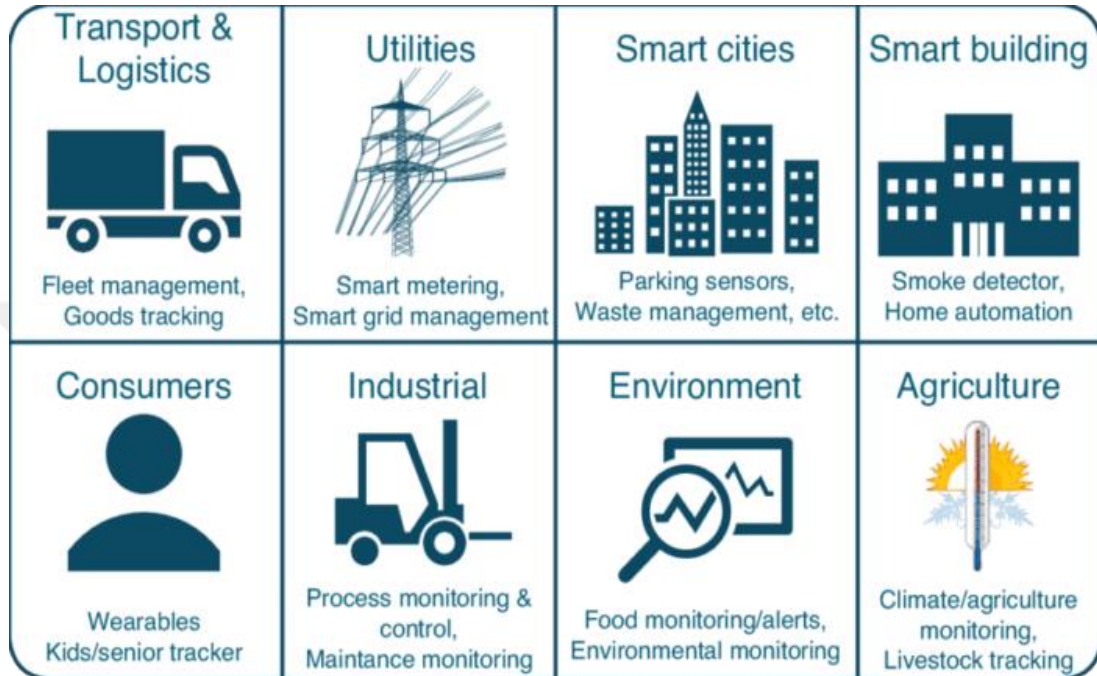 Transport &
Logistics
Fleet management,
Goods tracking
Utilities
Smart metering,
Smart grid management
Smart cities
Parking sensors,
Waste management, etc.
Smart building
Smoke detector,
Home automation
Consumers
Wearables
Kids/senior tracker
Industrial
Process monitoring &
control,
Maintance monitoring
Environment
Food monitoring/alerts,
Environmental monitoring
Agriculture
Climate/agriculture
monitoring,
Livestock tracking